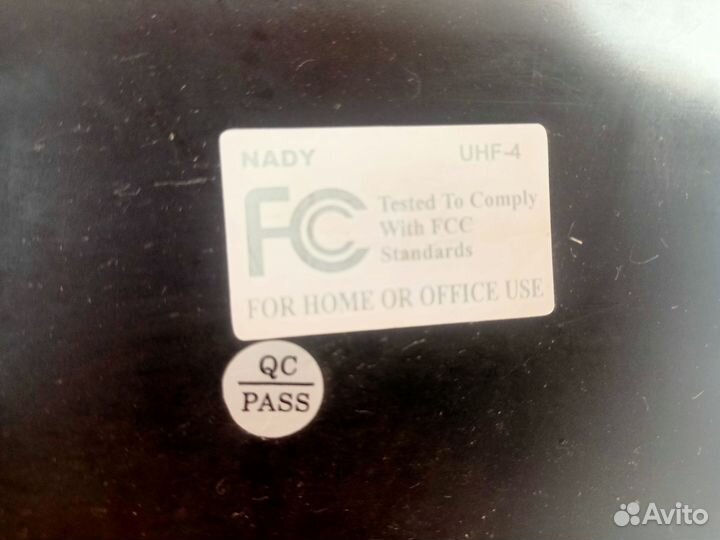 NADY UHF-4
FC Tested To Comply
With FCC
Standards
FOR HOME OR OFFICE USE
QC
PASS
Avito